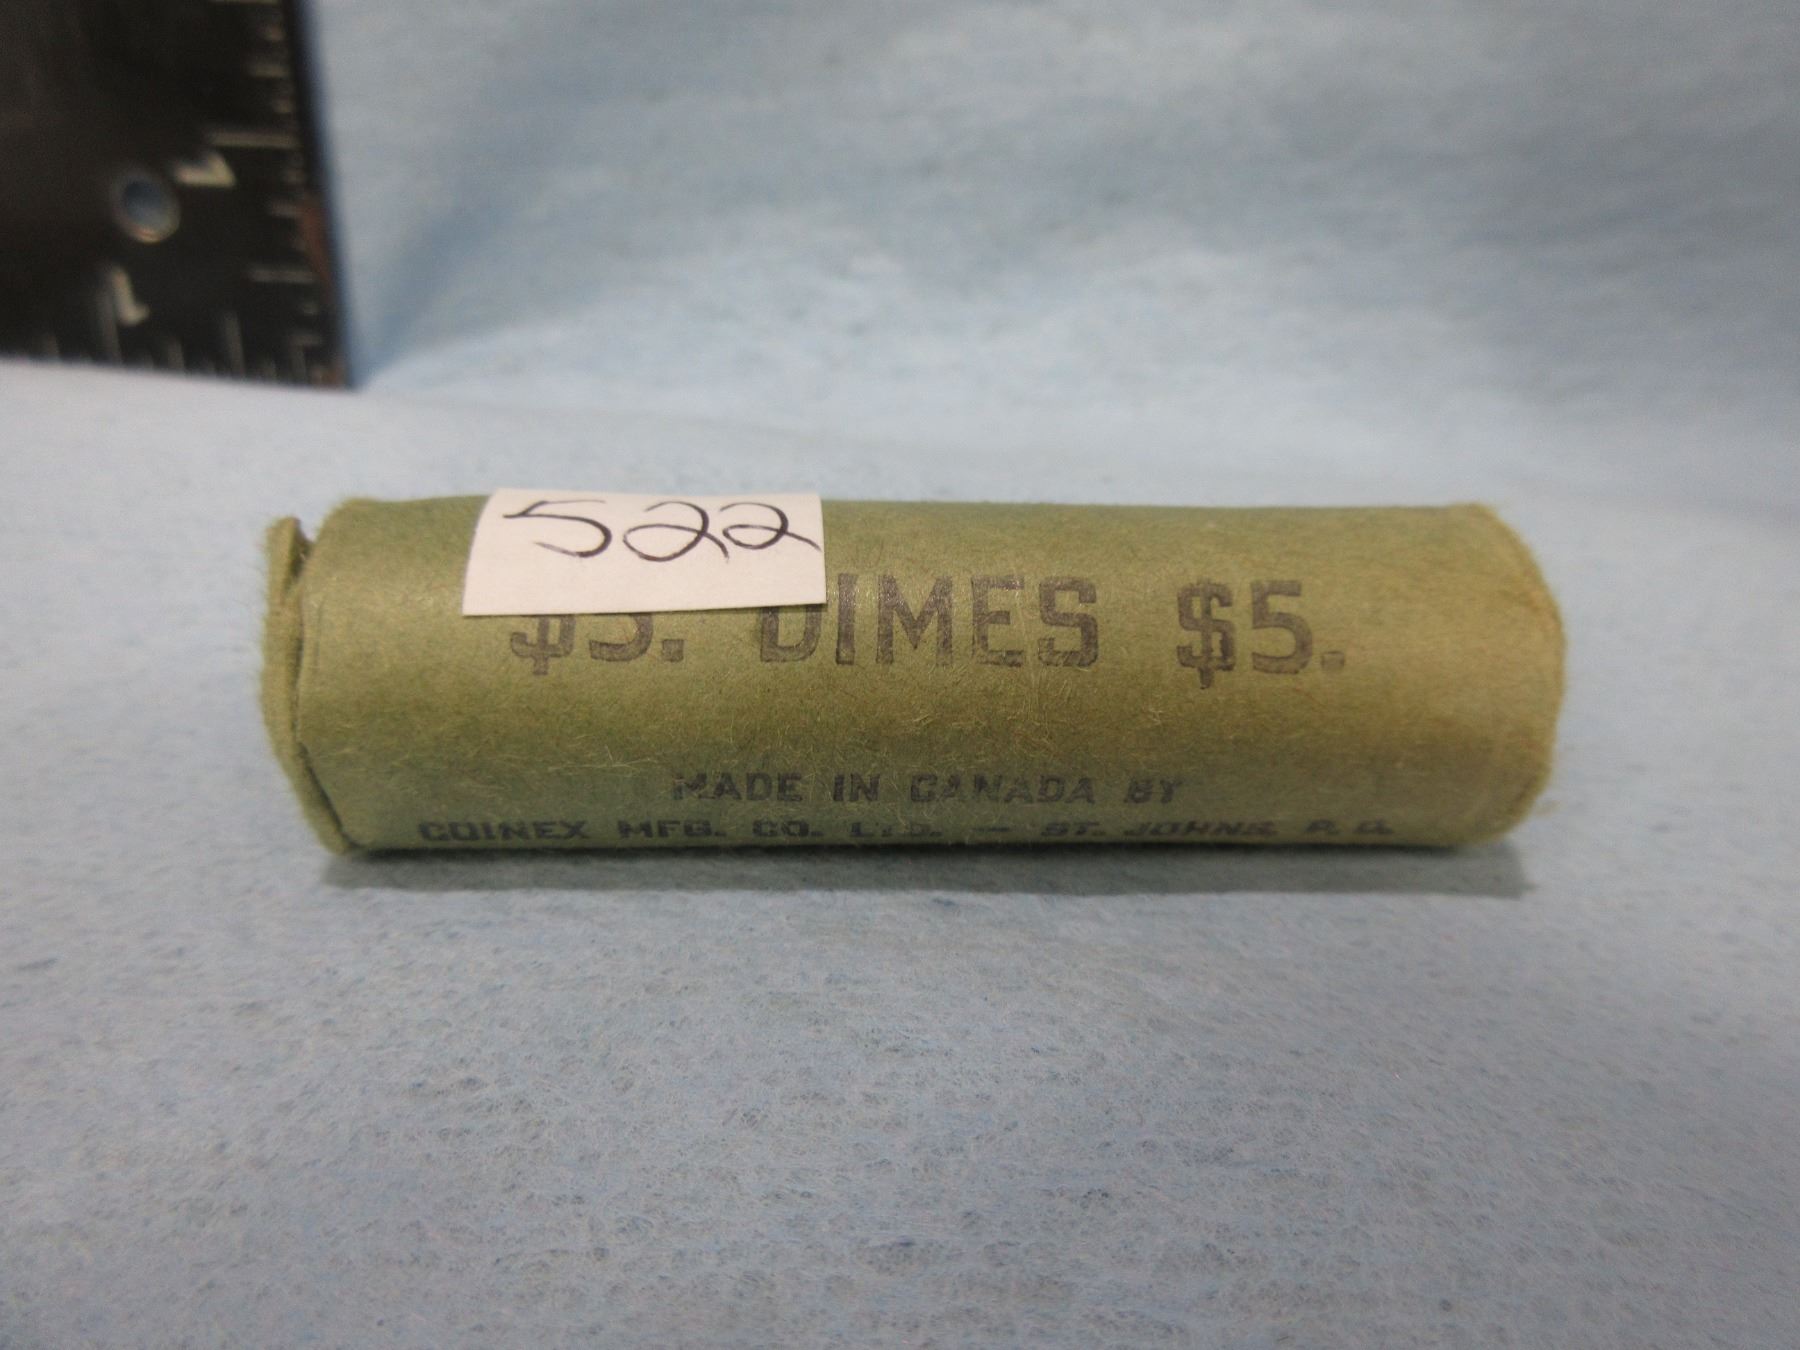 522
$5. DIMES $5.
MADE IN CANADA BY
COINEX MFG. CO. LTD. — ST. JOHNS, P. Q.